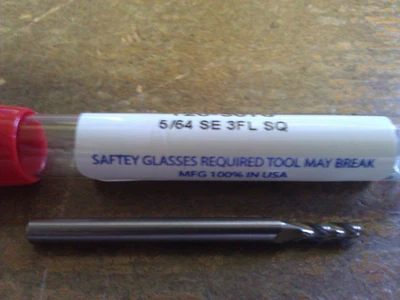 5/64 SE 3FL SQ
SAFTEY GLASSES REQUIRED TOOL MAY BREAK
MFG 100% IN USA